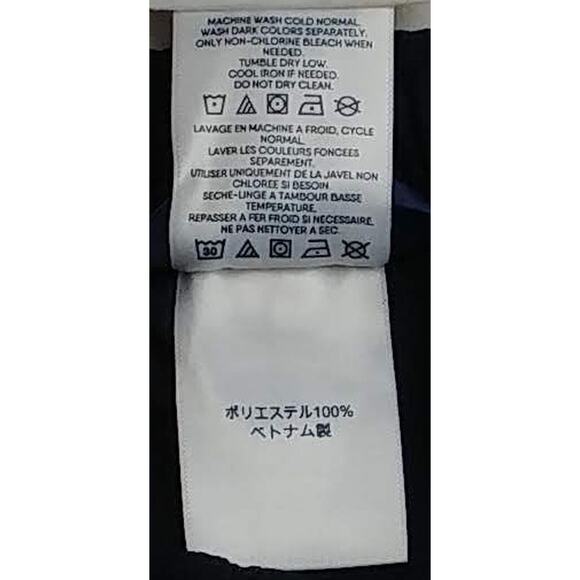 MACHINE WASH COLD NORMAL.
WASH DARK COLORS SEPARATELY.
ONLY NON-CHLORINE BLEACH WHEN
NEEDED.
TUMBLE DRY LOW.
COOL IRON IF NEEDED.
DO NOT DRY CLEAN.
LAVAGE EN MACHINE A FROID, CYCLE
NORMAL.
LAVER LES COULEURS FONCEES
SEPAREMENT.
UTILISER UNIQUEMENT DE LA JAVEL NON
CHLOREE SI BESOIN.
SECHE-LINGE A TAMBOUR BASSE
TEMPERATURE.
REPASSER A FER FROID SI NECESSAIRE.
NE PAS NETTOYER A SEC.
30
ポリエステル100%
ベトナム製